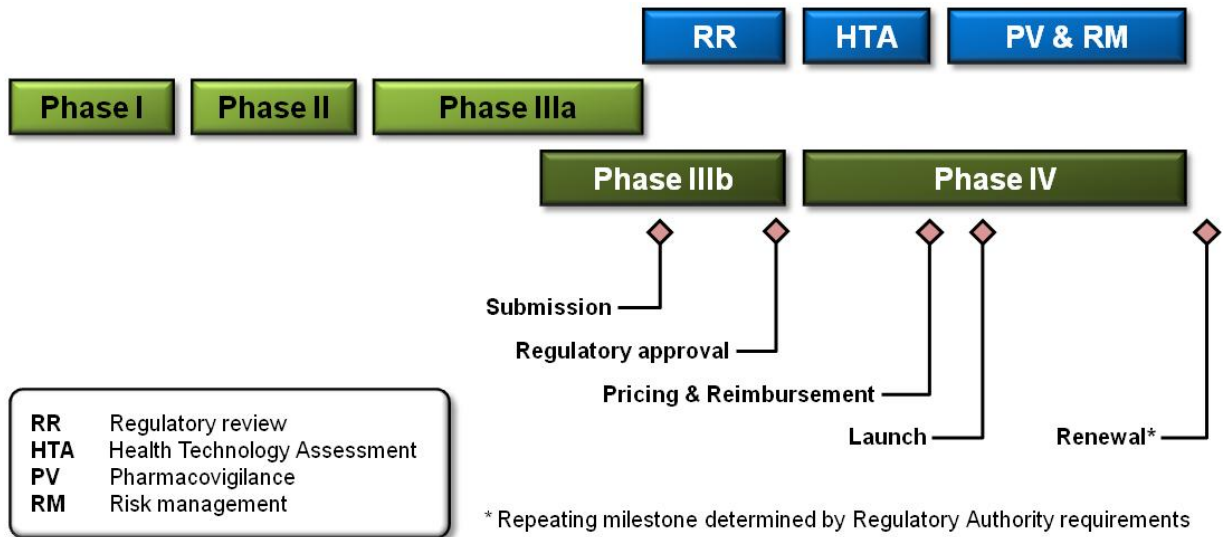 RR HTA PV & RM
Phase I Phase II Phase IIIa
Phase IIIb Phase IV
Submission
Regulatory approval
Pricing & Reimbursement
Launch Renewal*
RR Regulatory review
HTA Health Technology Assessment
PV Pharmacovigilance
RM Risk management
* Repeating milestone determined by Regulatory Authority requirements